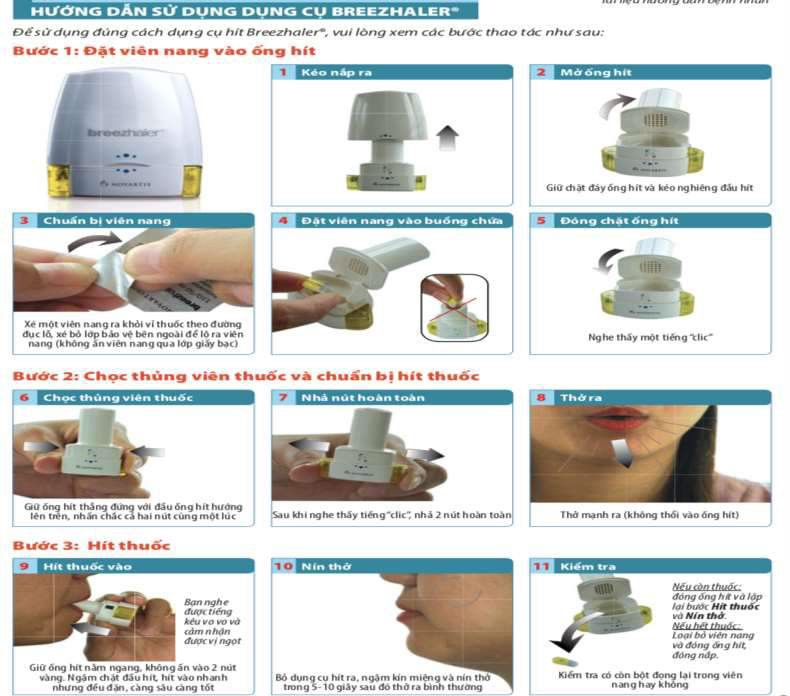 Tài liệu hướng dẫn bệnh nhân
HƯỚNG DẪN SỬ DỤNG DỤNG CỤ BREEZHALER®
Để sử dụng đúng cách dụng cụ hít Breezhaler®, vui lòng xem các bước thao tác như sau:
Bước 1: Đặt viên nang vào ống hít
breezhaler
NOVARTIS
1 Kéo nắp ra
2 Mở ống hít
Giữ chặt đáy ống hít và kéo nghiêng đầu hít
3 Chuẩn bị viên nang
Xé một viên nang ra khỏi vỉ thuốc theo đường
đục lỗ, xé bỏ lớp bảo vệ bên ngoài để lộ ra viên
nang (không ấn viên nang qua lớp giấy bạc)
4 Đặt viên nang vào buồng chứa
5 Đóng chặt ống hít
Nghe thấy một tiếng "clic"
Bước 2: Chọc thủng viên thuốc và chuẩn bị hít thuốc
6 Chọc thủng viên thuốc
Giữ ống hít thẳng đứng với đầu ống hít hướng
lên trên, nhấn chắc cả hai nút cùng một lúc
7 Nhả nút hoàn toàn
Sau khi nghe thấy tiếng "clic", nhả 2 nút hoàn toàn
8 Thở ra
Thở mạnh ra (không thổi vào ống hít)
Bước 3: Hít thuốc
9 Hít thuốc vào
Bạn nghe
được tiếng
kêu vo vo và
cảm nhận
được vị ngọt
Giữ ống hít nằm ngang, không ấn vào 2 nút
vàng. Ngậm chặt đầu hít, hít vào nhanh
nhưng đều đặn, càng sâu càng tốt
10 Nín thở
Bỏ dụng cụ hít ra, ngậm kín miệng và nín thở
trong 5-10 giây sau đó thở ra bình thường
11 Kiểm tra
Nếu còn thuốc:
đóng ống hít và lặp
lại bước Hít thuốc
và Nín thở.
Nếu hết thuốc:
Loại bỏ viên nang
và đóng ống hít,
đóng nắp.
Kiểm tra có còn bột đọng lại trong viên
nang hay không